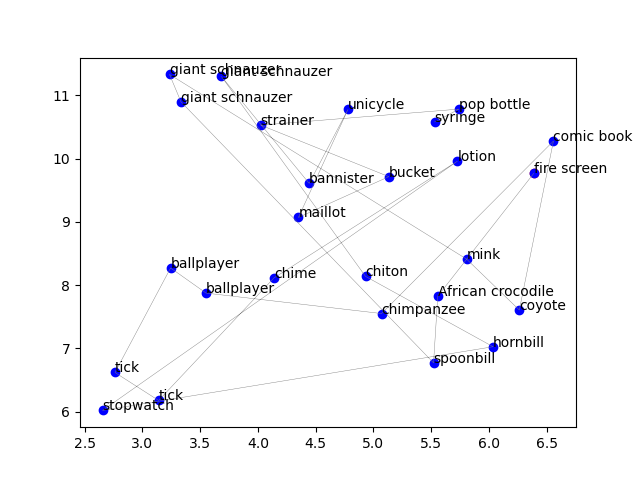 giant schnauzer
giant schnauzer
giant schnauzer
unicycle
pop bottle
syringe
strainer
comic book
lotion
fire screen
bucket
bannister
maillot
mink
ballplayer
chime
chiton
ballplayer
African crocodile
coyote
chimpanzee
hornbill
spoonbill
tick
tick
stopwatch
11
10
9
8
7
6
2.5 3.0 3.5 4.0 4.5 5.0 5.5 6.0 6.5